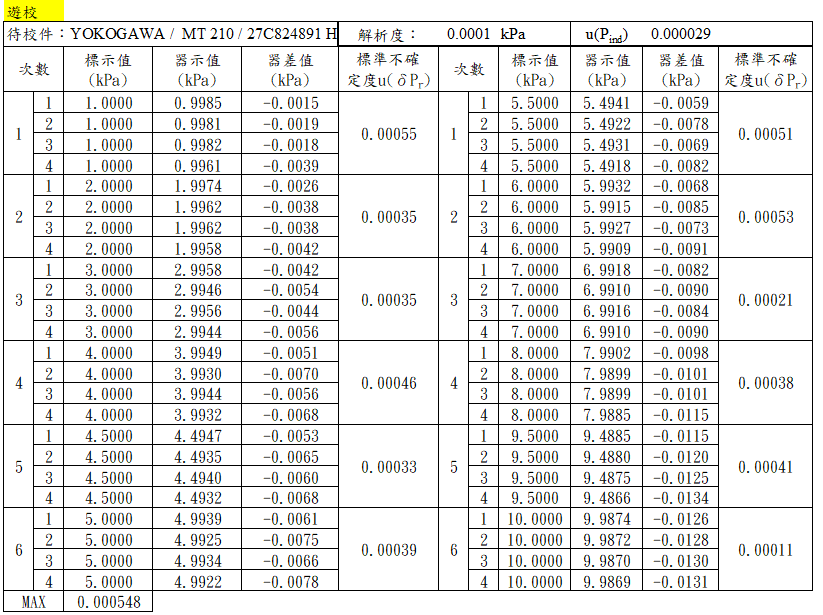 遊校
待校件：YOKOGAWA / MT 210 / 27C824891 H 解析度： 0.0001 kPa u(Pind) 0.000029
次數 標示值 (kPa) 器示值 (kPa) 器差值 (kPa) 標準不確定度u(δPr) 次數 標示值 (kPa) 器示值 (kPa) 器差值 (kPa) 標準不確定度u(δPr)
1 1 1.0000 0.9985 -0.0015 0.00055 1 1 5.5000 5.4941 -0.0059 0.00051
2 1.0000 0.9981 -0.0019 2 5.5000 5.4922 -0.0078
3 1.0000 0.9982 -0.0018 3 5.5000 5.4931 -0.0069
4 1.0000 0.9961 -0.0039 4 5.5000 5.4918 -0.0082
2 1 2.0000 1.9974 -0.0026 0.00035 2 1 6.0000 5.9932 -0.0068 0.00053
2 2.0000 1.9962 -0.0038 2 6.0000 5.9915 -0.0085
3 2.0000 1.9962 -0.0038 3 6.0000 5.9927 -0.0073
4 2.0000 1.9958 -0.0042 4 6.0000 5.9909 -0.0091
3 1 3.0000 2.9958 -0.0042 0.00035 3 1 7.0000 6.9918 -0.0082 0.00021
2 3.0000 2.9946 -0.0054 2 7.0000 6.9910 -0.0090
3 3.0000 2.9956 -0.0044 3 7.0000 6.9916 -0.0084
4 3.0000 2.9944 -0.0056 4 7.0000 6.9910 -0.0090
4 1 4.0000 3.9949 -0.0051 0.00046 4 1 8.0000 7.9902 -0.0098 0.00038
2 4.0000 3.9930 -0.0070 2 8.0000 7.9899 -0.0101
3 4.0000 3.9944 -0.0056 3 8.0000 7.9899 -0.0101
4 4.0000 3.9932 -0.0068 4 8.0000 7.9885 -0.0115
5 1 4.5000 4.4947 -0.0053 0.00033 5 1 9.5000 9.4885 -0.0115 0.00041
2 4.5000 4.4935 -0.0065 2 9.5000 9.4880 -0.0120
3 4.5000 4.4940 -0.0060 3 9.5000 9.4875 -0.0125
4 4.5000 4.4932 -0.0068 4 9.5000 9.4866 -0.0134
6 1 5.0000 4.9939 -0.0061 0.00039 6 1 10.0000 9.9874 -0.0126 0.00011
2 5.0000 4.9925 -0.0075 2 10.0000 9.9872 -0.0128
3 5.0000 4.9934 -0.0066 3 10.0000 9.9870 -0.0130
4 5.0000 4.9922 -0.0078 4 10.0000 9.9869 -0.0131
MAX 0.000548